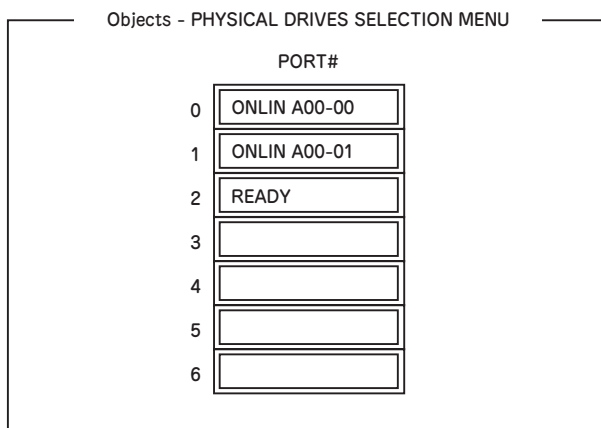 Objects - PHYSICAL DRIVES SELECTION MENU
PORT#
0 ONLIN A00-00
1 ONLIN A00-01
2 READY
3
4
5
6